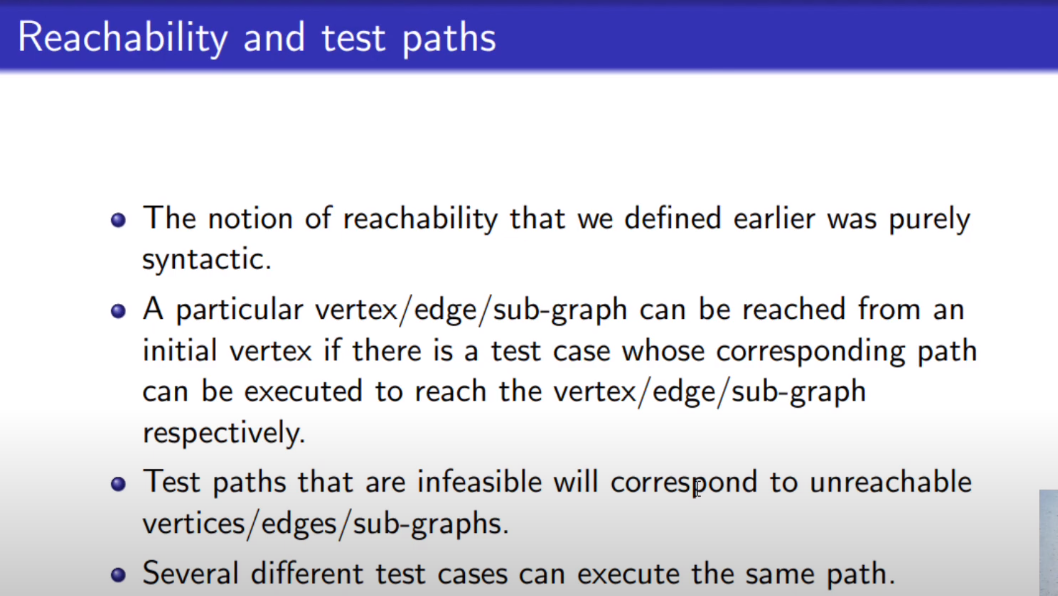 Reachability and test paths
The notion of reachability that we defined earlier was purely
syntactic.
A particular vertex/edge/sub-graph can be reached from an
initial vertex if there is a test case whose corresponding path
can be executed to reach the vertex/edge/sub-graph
respectively.
Test paths that are infeasible will correspond to unreachable
vertices/edges/sub-graphs.
Several different test cases can execute the same path.